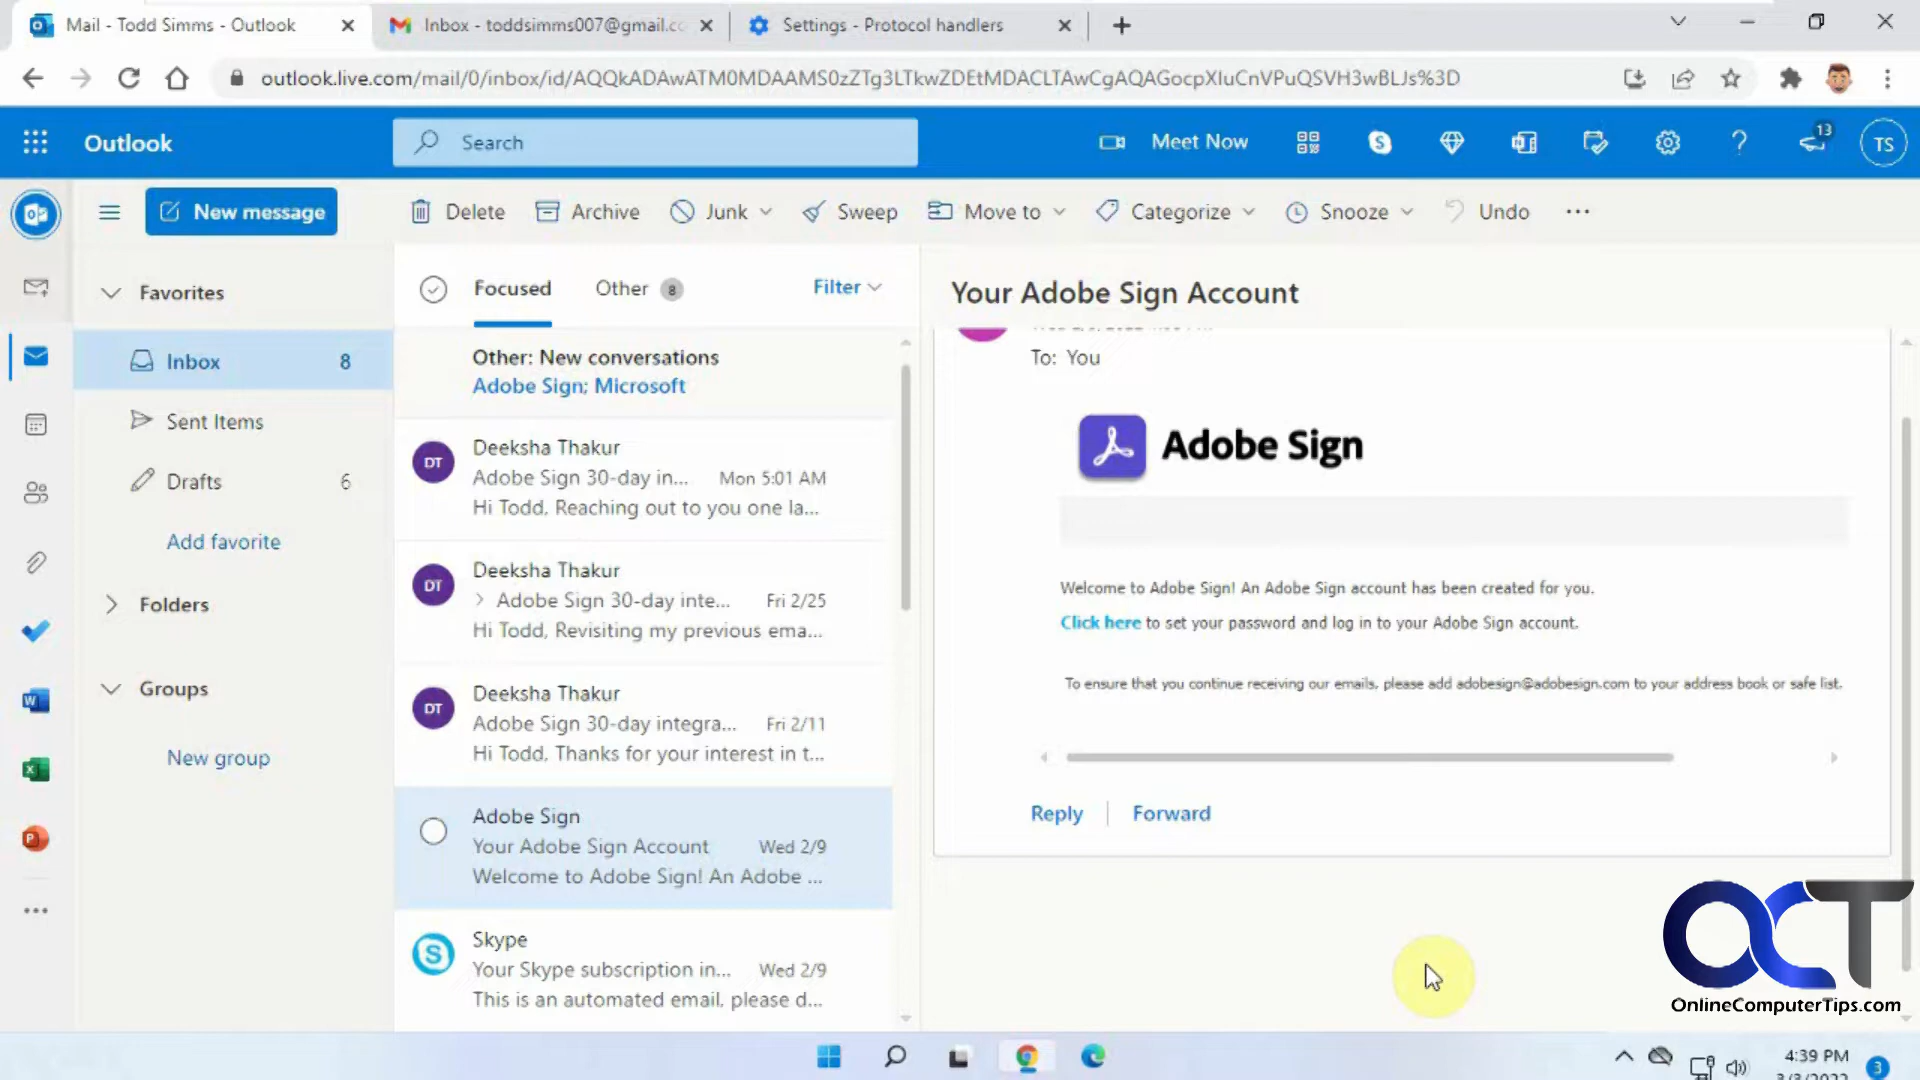 Mail - Todd Simms - Outlook
Inbox - toddsimms007@gmail.co
Settings - Protocol handlers
outlook.live.com/mail/0/inbox/id/AQQkADAwATM0MDAAMS0zZTg3LTkwZDEtMDACLTAwCgAQAGocpXIuCnVPuQSVH3wBLJs%3D
Outlook
Search
Meet Now
13
TS
New message
Delete
Archive
Junk
Sweep
Move to
Categorize
Snooze
Undo
Favorites
Inbox 8
Sent Items
Drafts 6
Add favorite
Folders
Groups
New group
Focused
Other 8
Filter
Other: New conversations
Adobe Sign; Microsoft
DT
Deeksha Thakur
Adobe Sign 30-day in... Mon 5:01 AM
Hi Todd, Reaching out to you one la...
DT
Deeksha Thakur
Adobe Sign 30-day inte... Fri 2/25
Hi Todd, Revisiting my previous ema...
DT
Deeksha Thakur
Adobe Sign 30-day integra... Fri 2/11
Hi Todd, Thanks for your interest in t...
Adobe Sign
Your Adobe Sign Account Wed 2/9
Welcome to Adobe Sign! An Adobe ...
Skype
Your Skype subscription in... Wed 2/9
This is an automated email, please d...
Your Adobe Sign Account
To: You
Adobe Sign
Welcome to Adobe Sign! An Adobe Sign account has been created for you.
Click here to set your password and log in to your Adobe Sign account.
To ensure that you continue receiving our emails, please add adobesign@adobesign.com to your address book or safe list.
Reply
Forward
OCT
OnlineComputerTips.com
4:39 PM
3/3/2022
3